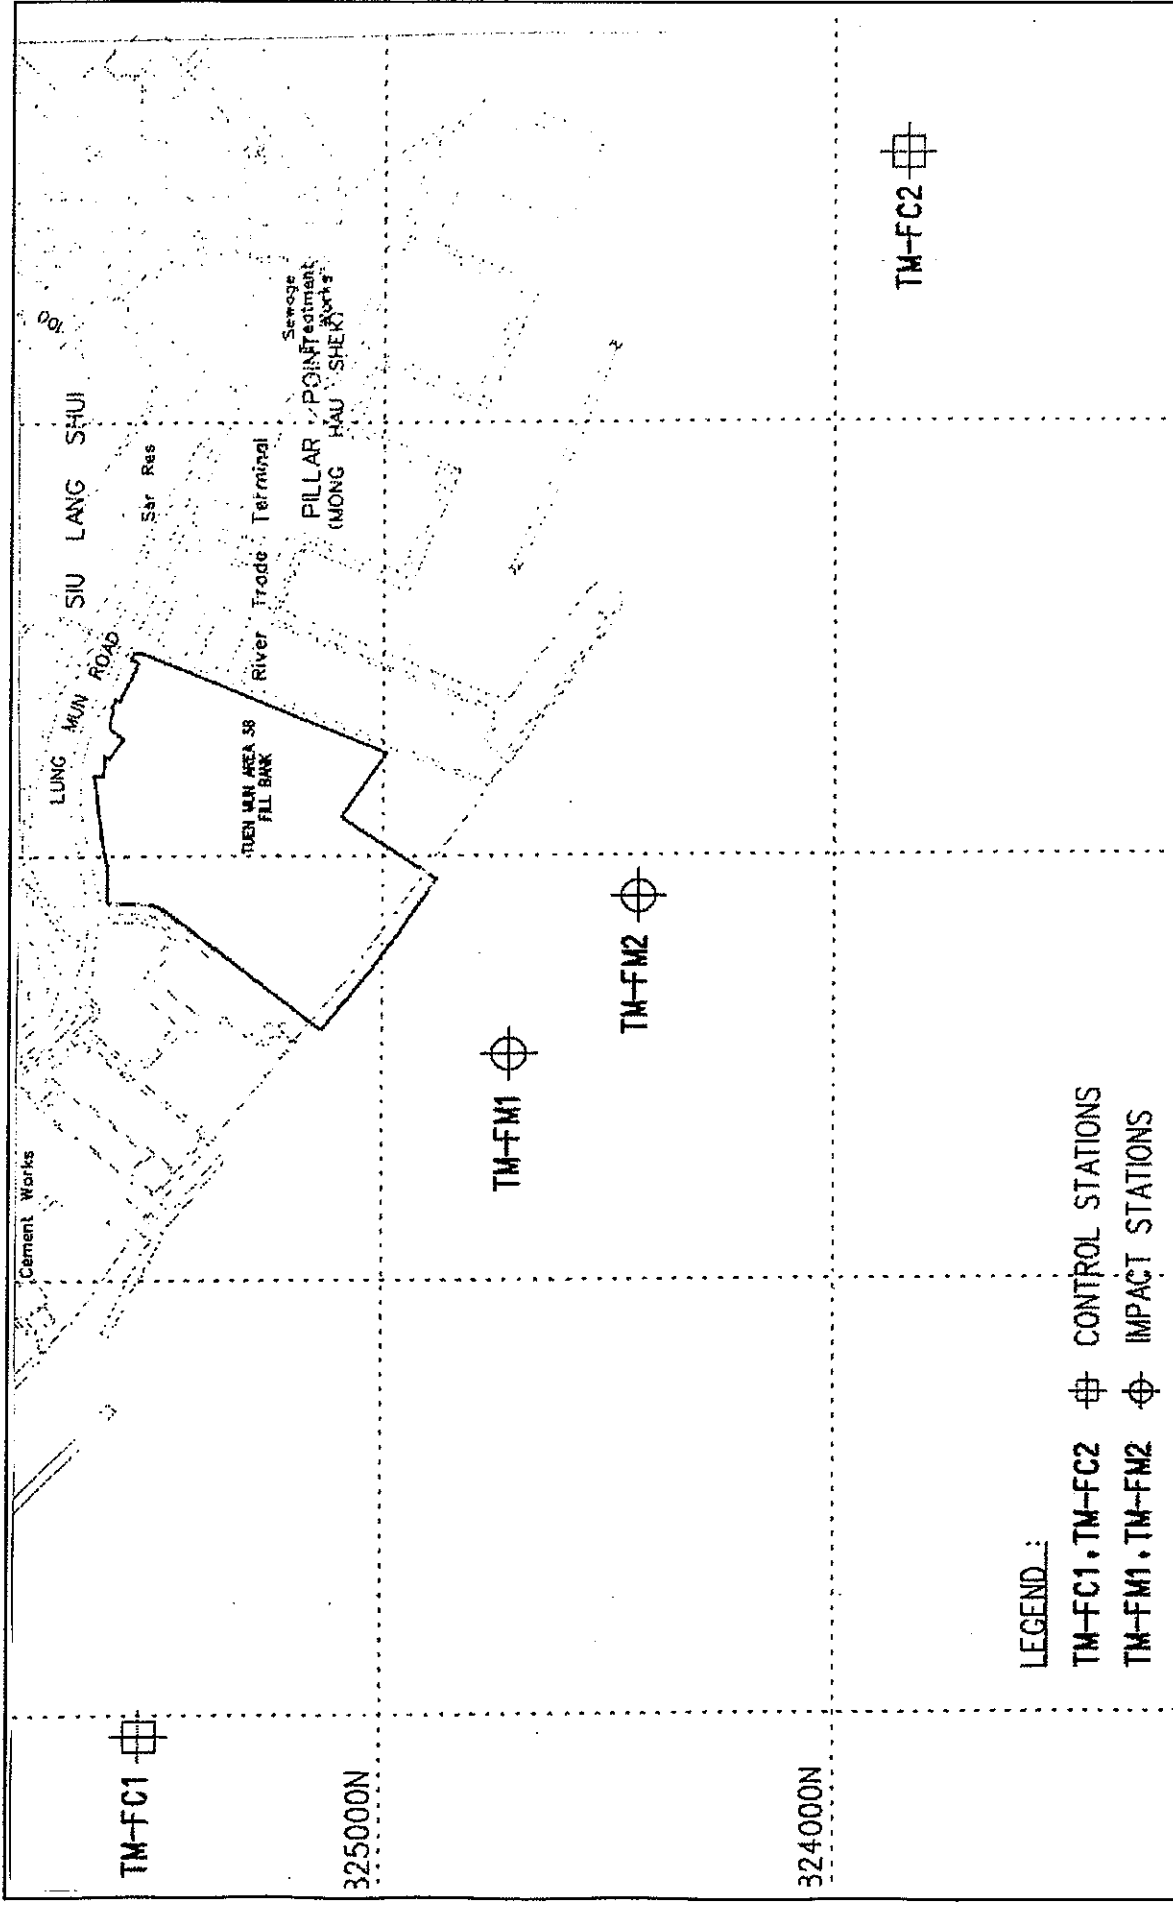 LUNG MUN ROAD
SIU LANG SHUI
100
Ser Res
Cement Works
TUEN MUN AREA 38
FILL BANK
River Trade Terminal
Sewage
Treatment
Works
PILLAR POINT
(MONG HAU SHEK)
TM-FC1
325000N
TM-FM1
TM-FM2
324000N
TM-FC2
LEGEND :
TM-FC1,TM-FC2 CONTROL STATIONS
TM-FM1,TM-FM2 IMPACT STATIONS